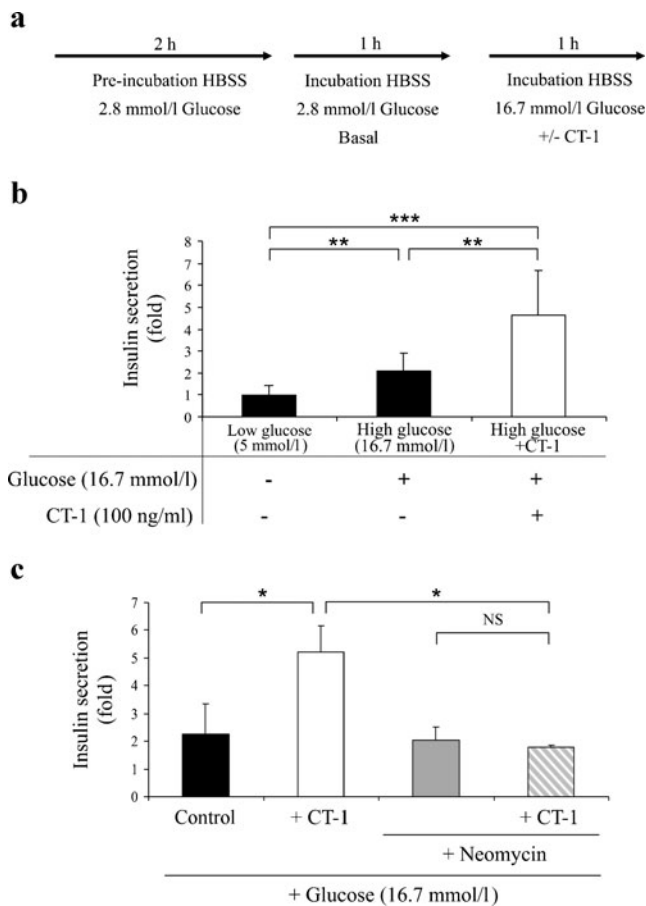 a
2 h 1 h 1 h
Pre-incubation HBSS Incubation HBSS Incubation HBSS
2.8 mmol/l Glucose 2.8 mmol/l Glucose 16.7 mmol/l Glucose
Basal +/- CT-1
b
***
** **
8
7
6
5
4
3
2
1
0
Insulin secretion
(fold)
Low glucose High glucose High glucose
(5 mmol/l) (16.7 mmol/l) +CT-1
Glucose (16.7 mmol/l) - + +
CT-1 (100 ng/ml) - - +
c
* *
NS
7
6
5
4
3
2
1
0
Insulin secretion
(fold)
Control + CT-1 + CT-1
+ Neomycin
+ Glucose (16.7 mmol/l)